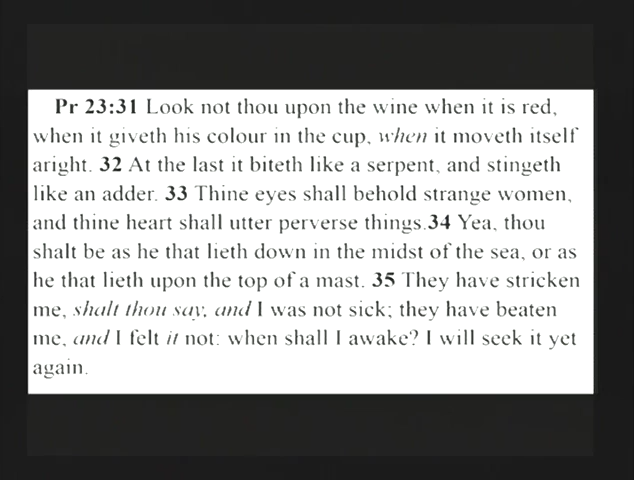 Pr 23:31 Look not thou upon the wine when it is red,
when it giveth his colour in the cup, when it moveth itself
aright. 32 At the last it biteth like a serpent, and stingeth
like an adder. 33 Thine eyes shall behold strange women,
and thine heart shall utter perverse things.34 Yea, thou
shalt be as he that lieth down in the midst of the sea, or as
he that lieth upon the top of a mast. 35 They have stricken
me, shalt thou say, and I was not sick; they have beaten
me, and I felt it not: when shall I awake? I will seek it yet
again.